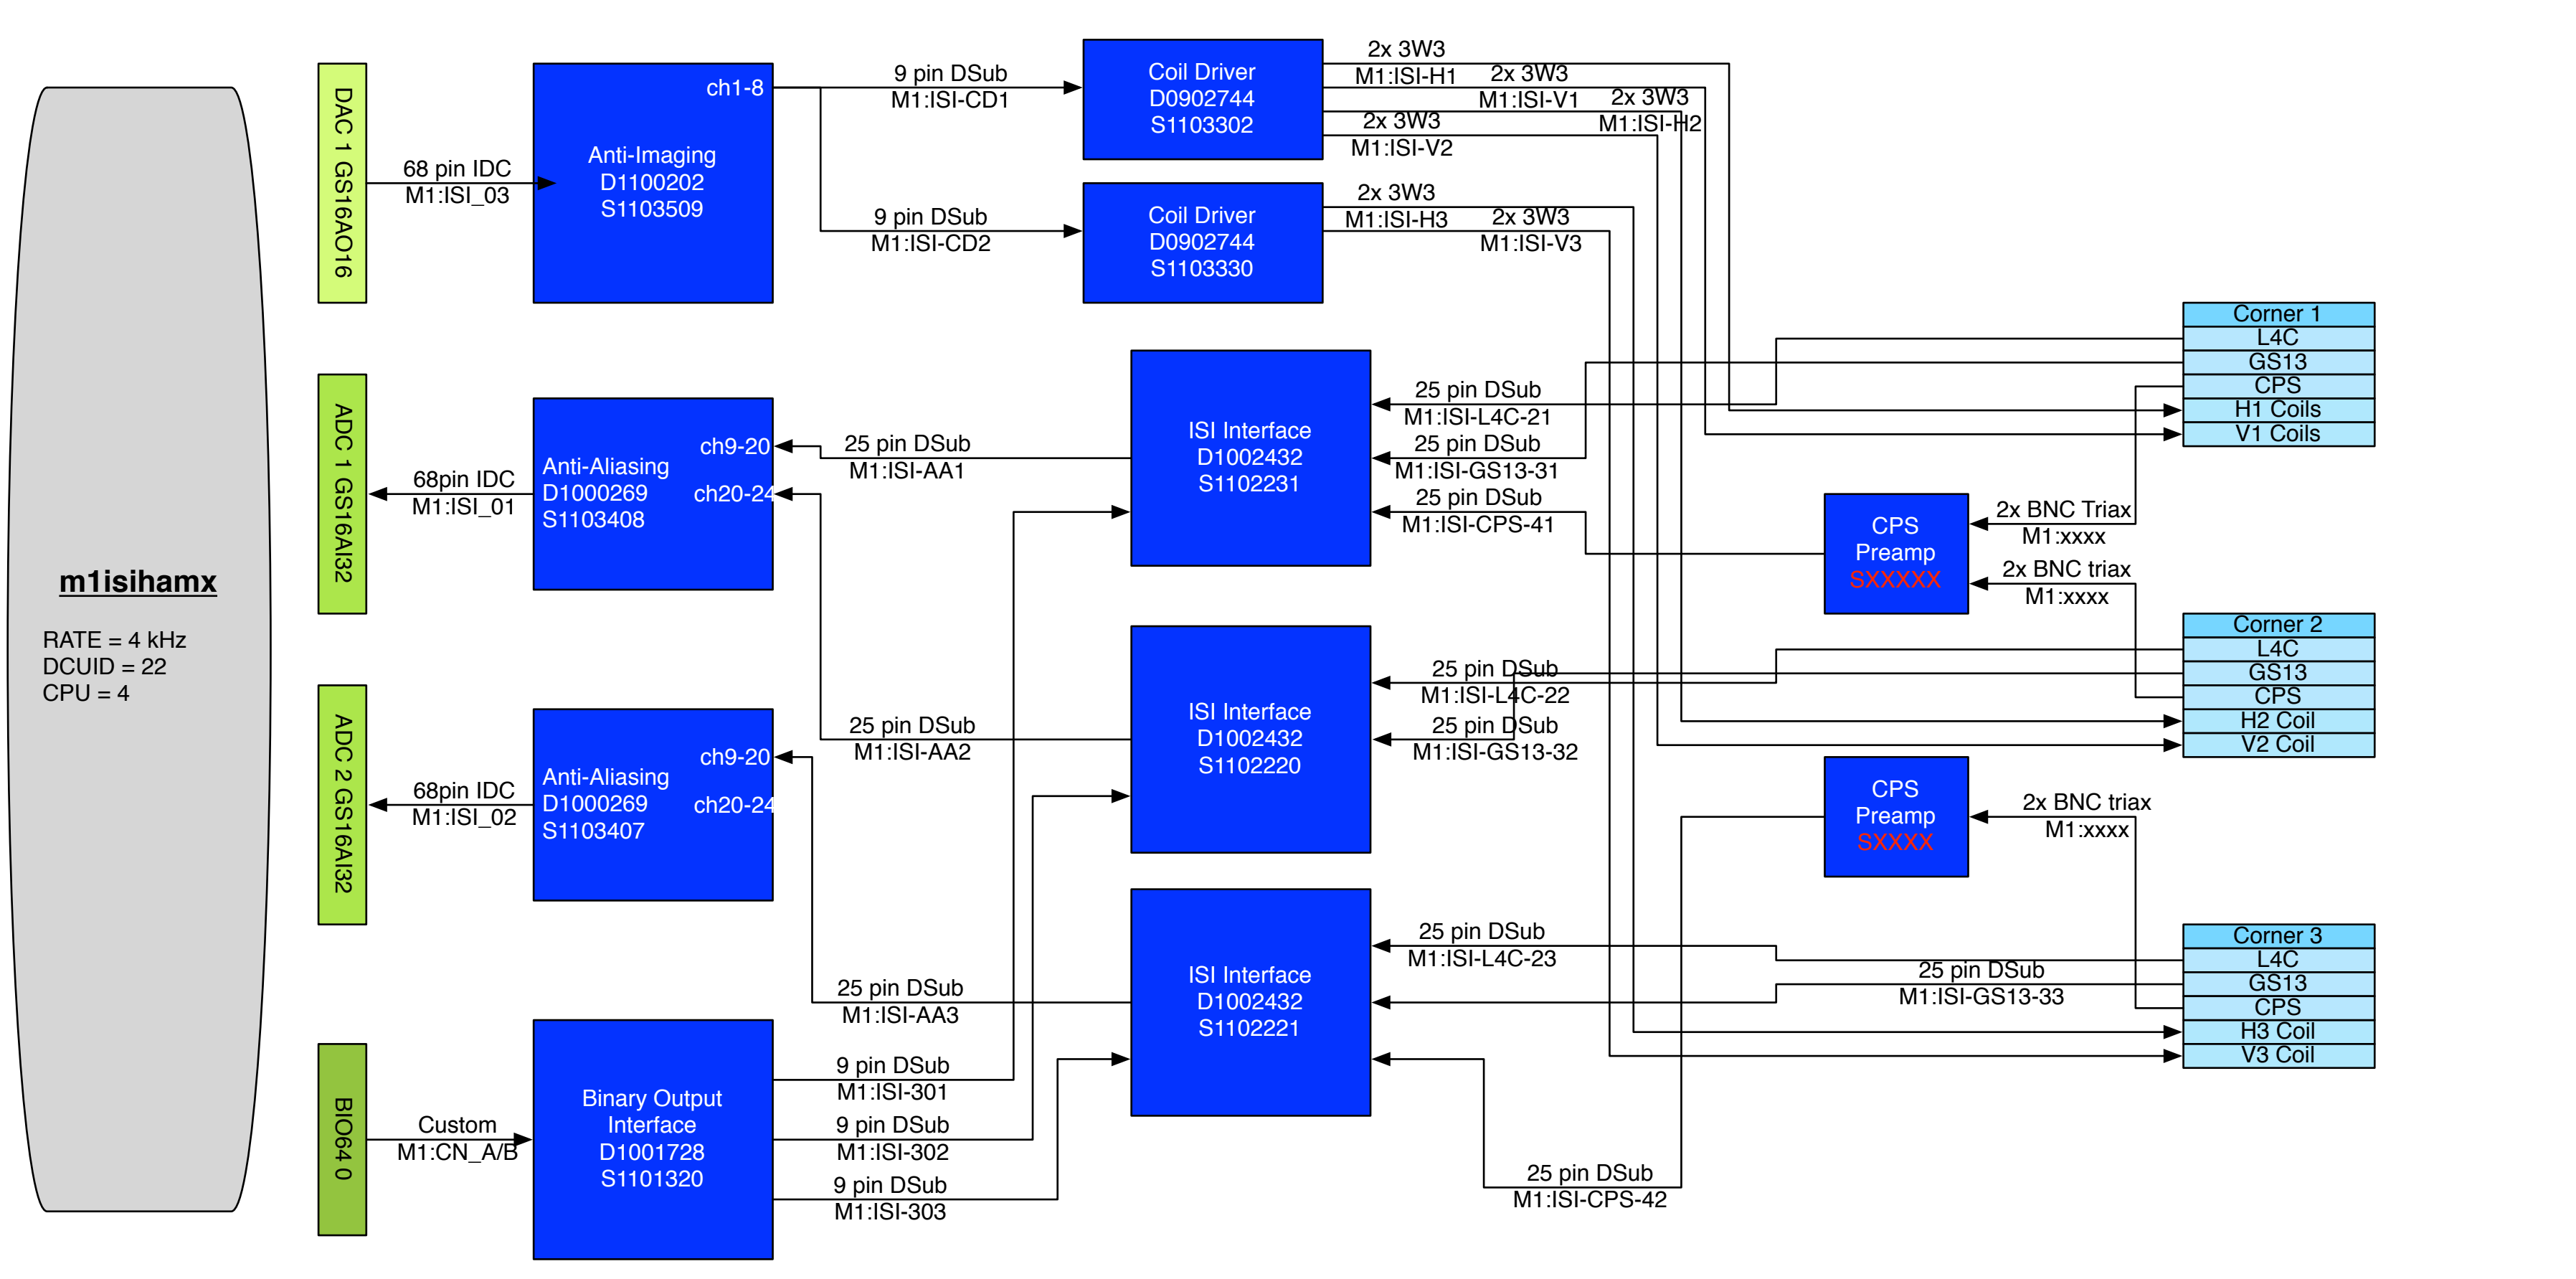 m1isihamx
RATE = 4 kHz
DCUID = 22
CPU = 4
DAC 1 GS16AO16
68 pin IDC
M1:ISI_03
ch1-8
Anti-Imaging
D1100202
S1103509
9 pin DSub
M1:ISI-CD1
9 pin DSub
M1:ISI-CD2
Coil Driver
D0902744
S1103302
Coil Driver
D0902744
S1103330
2x 3W3
M1:ISI-H1
2x 3W3
M1:ISI-V1
2x 3W3
M1:ISI-H2
2x 3W3
M1:ISI-V2
2x 3W3
M1:ISI-H3
2x 3W3
M1:ISI-V3
ADC 1 GS16AI32
68pin IDC
M1:ISI_01
Anti-Aliasing
D1000269
S1103408
ch9-20
ch20-24
25 pin DSub
M1:ISI-AA1
ISI Interface
D1002432
S1102231
25 pin DSub
M1:ISI-L4C-21
25 pin DSub
M1:ISI-GS13-31
25 pin DSub
M1:ISI-CPS-41
CPS
Preamp
SXXXXX
2x BNC Triax
M1:xxxx
2x BNC triax
M1:xxxx
Corner 1
L4C
GS13
CPS
H1 Coils
V1 Coils
ADC 2 GS16AI32
68pin IDC
M1:ISI_02
Anti-Aliasing
D1000269
S1103407
ch9-20
ch20-24
25 pin DSub
M1:ISI-AA2
ISI Interface
D1002432
S1102220
25 pin DSub
M1:ISI-L4C-22
25 pin DSub
M1:ISI-GS13-32
Corner 2
L4C
GS13
CPS
H2 Coil
V2 Coil
CPS
Preamp
SXXXX
2x BNC triax
M1:xxxx
25 pin DSub
M1:ISI-AA3
ISI Interface
D1002432
S1102221
25 pin DSub
M1:ISI-L4C-23
25 pin DSub
M1:ISI-GS13-33
25 pin DSub
M1:ISI-CPS-42
Corner 3
L4C
GS13
CPS
H3 Coil
V3 Coil
BIO64 0
Custom
M1:CN_A/B
Binary Output
Interface
D1001728
S1101320
9 pin DSub
M1:ISI-301
9 pin DSub
M1:ISI-302
9 pin DSub
M1:ISI-303